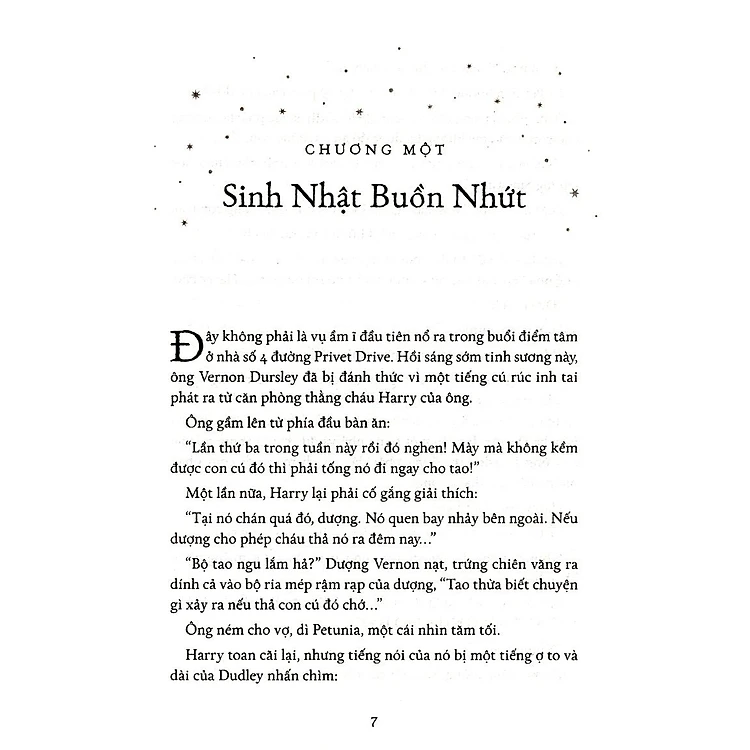 CHƯƠNG MỘT
Sinh Nhật Buồn Nhứt
Đây không phải là vụ ầm ĩ đầu tiên nổ ra trong buổi điểm tâm
ở nhà số 4 đường Privet Drive. Hồi sáng sớm tinh sương này,
ông Vernon Dursley đã bị đánh thức vì một tiếng cú rúc inh tai
phát ra từ căn phòng thằng cháu Harry của ông.
Ông gầm lên từ phía đầu bàn ăn:
“Lần thứ ba trong tuần này rồi đó nghen! Mày mà không kềm
được con cú đó thì phải tống nó đi ngay cho tao!”
Một lần nữa, Harry lại phải cố gắng giải thích:
“Tại nó chán quá đó, dượng. Nó quen bay nhảy bên ngoài. Nếu
dượng cho phép cháu thả nó ra đêm nay...”
“Bộ tao ngu lắm hả?” Dượng Vernon nạt, trứng chiên văng ra
dính cả vào bộ ria mép rậm rạp của dượng, “Tao thừa biết chuyện
gì xảy ra nếu thả con cú đó chớ...”
Ông ném cho vợ, dì Petunia, một cái nhìn tăm tối.
Harry toan cãi lại, nhưng tiếng nói của nó bị một tiếng ợ to và
dài của Dudley nhấn chìm:
7